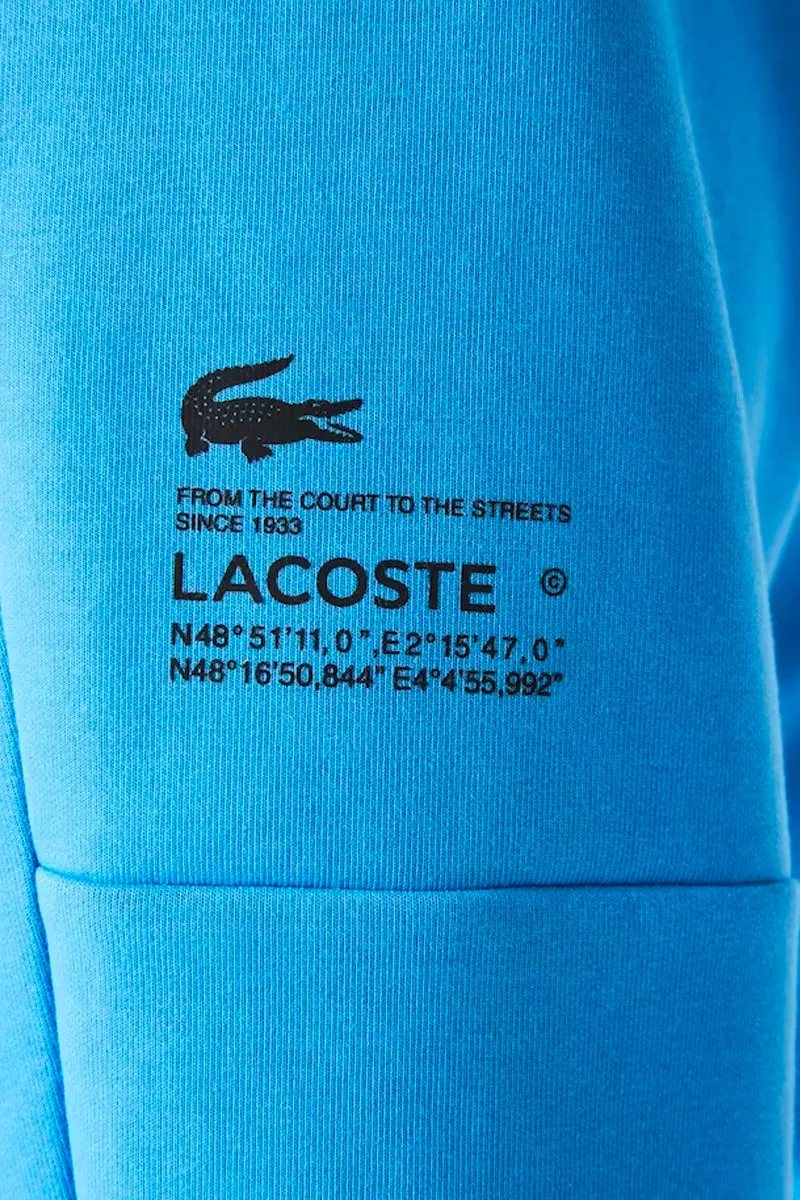 FROM THE COURT TO THE STREETS
SINCE 1933
LACOSTE ©
N48°51'11,0",E2°15'47,0"
N48°16'50,844" E4°4'55,992"